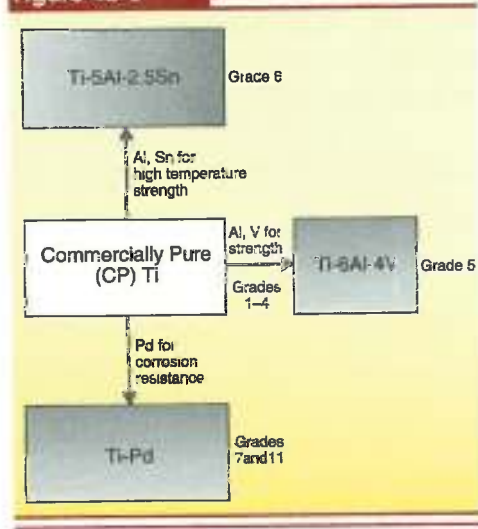 Ti-5Al-2.5Sn
Grace 6
Al, Sn for
high temperature
strength
Commercially Pure
(CP) Ti
Al, V for
strength
Grades
1–4
Ti-6Al-4V
Grade 5
Pd for
corrosion
resistance
Ti-Pd
Grades
7and11